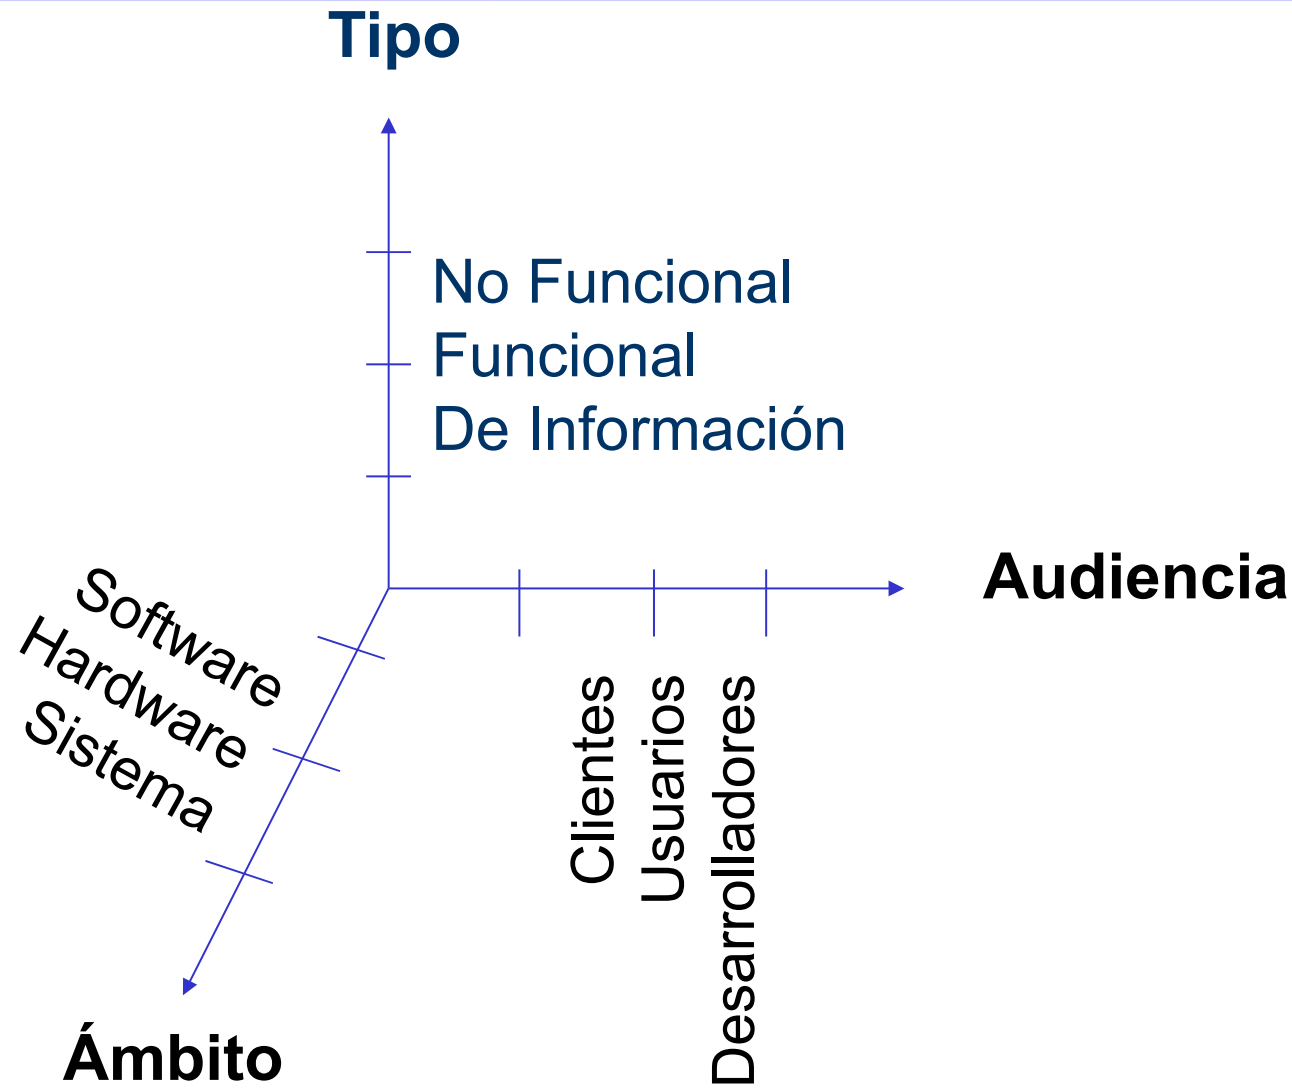 Tipo
No Funcional
Funcional
De Información
Audiencia
Software
Hardware
Sistema
Clientes
Usuarios
Desarrolladores
Ámbito